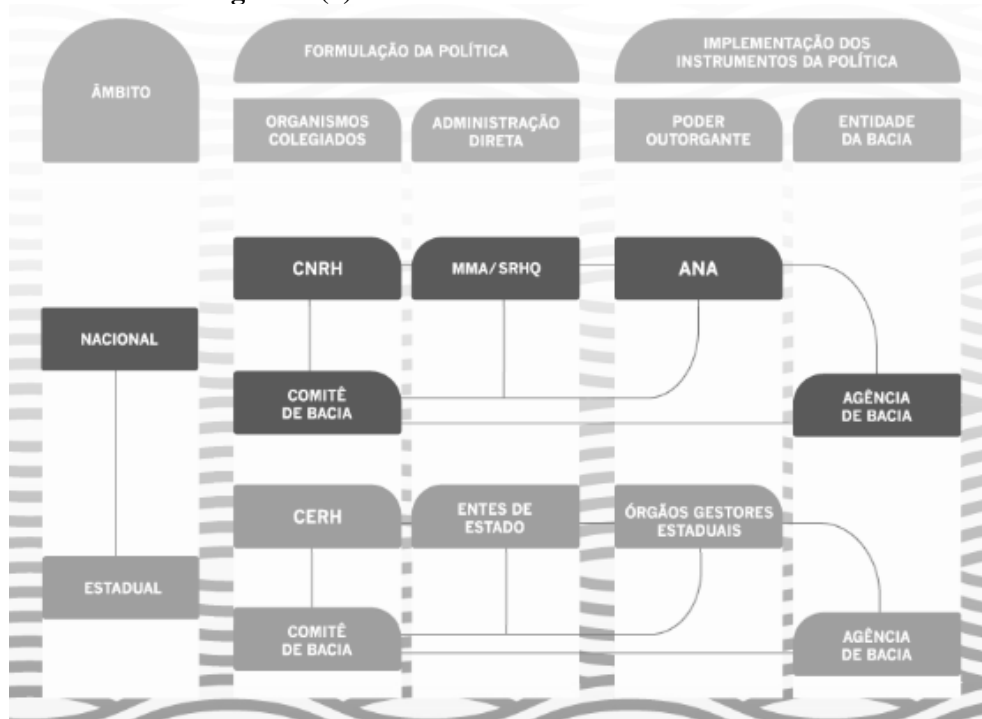 FORMULAÇÃO DA POLÍTICA
IMPLEMENTAÇÃO DOS
INSTRUMENTOS DA POLÍTICA
ÂMBITO
ORGANISMOS
COLEGIADOS
ADMINISTRAÇÃO
DIRETA
PODER
OUTORGANTE
ENTIDADE
DA BACIA
CNRH
MMA/SRHQ
ANA
NACIONAL
COMITÊ
DE BACIA
AGÊNCIA
DE BACIA
CERH
ENTES DE
ESTADO
ÓRGÃOS GESTORES
ESTADUAIS
ESTADUAL
COMITÊ
DE BACIA
AGÊNCIA
DE BACIA